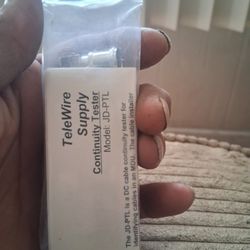 TeleWire
Supply
Continuity Tester
Model: JD-PTL
The JD-PTL is a DC cable continuity tester for
identifying cables in an MDU. The cable installer